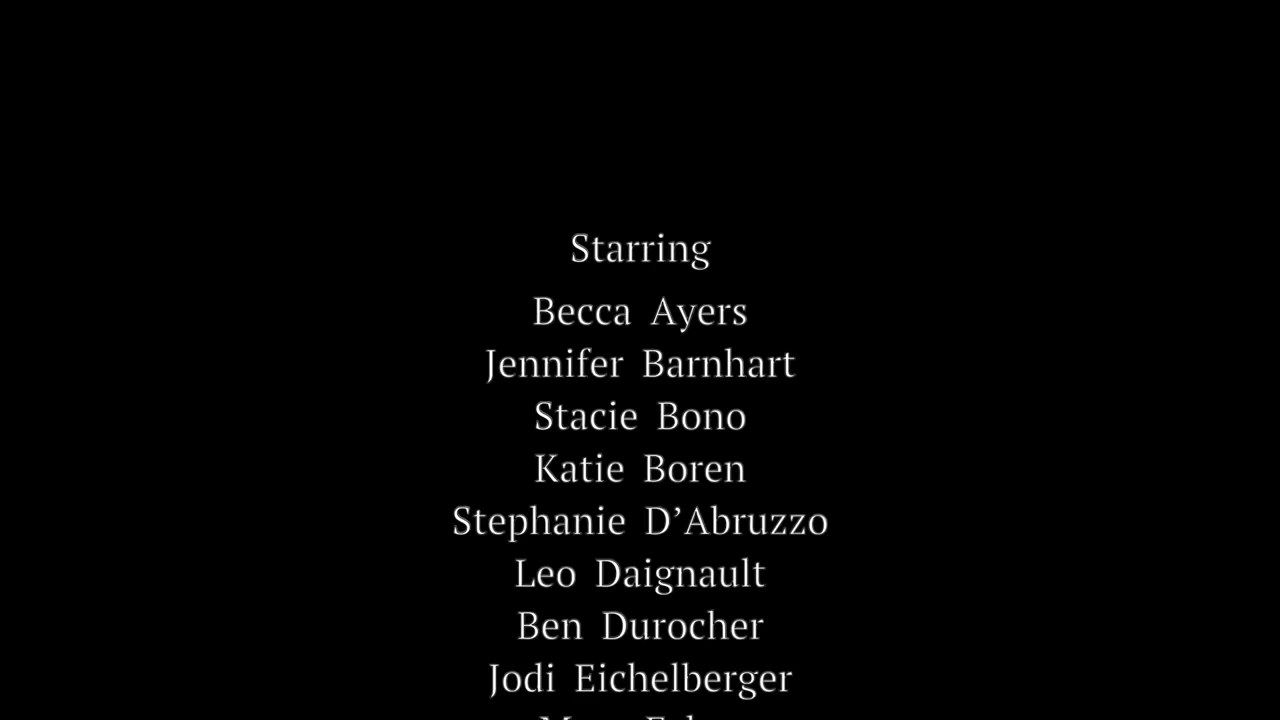 Starring
Becca Ayers
Jennifer Barnhart
Stacie Bono
Katie Boren
Stephanie D’Abruzzo
Leo Daignault
Ben Durocher
Jodi Eichelberger